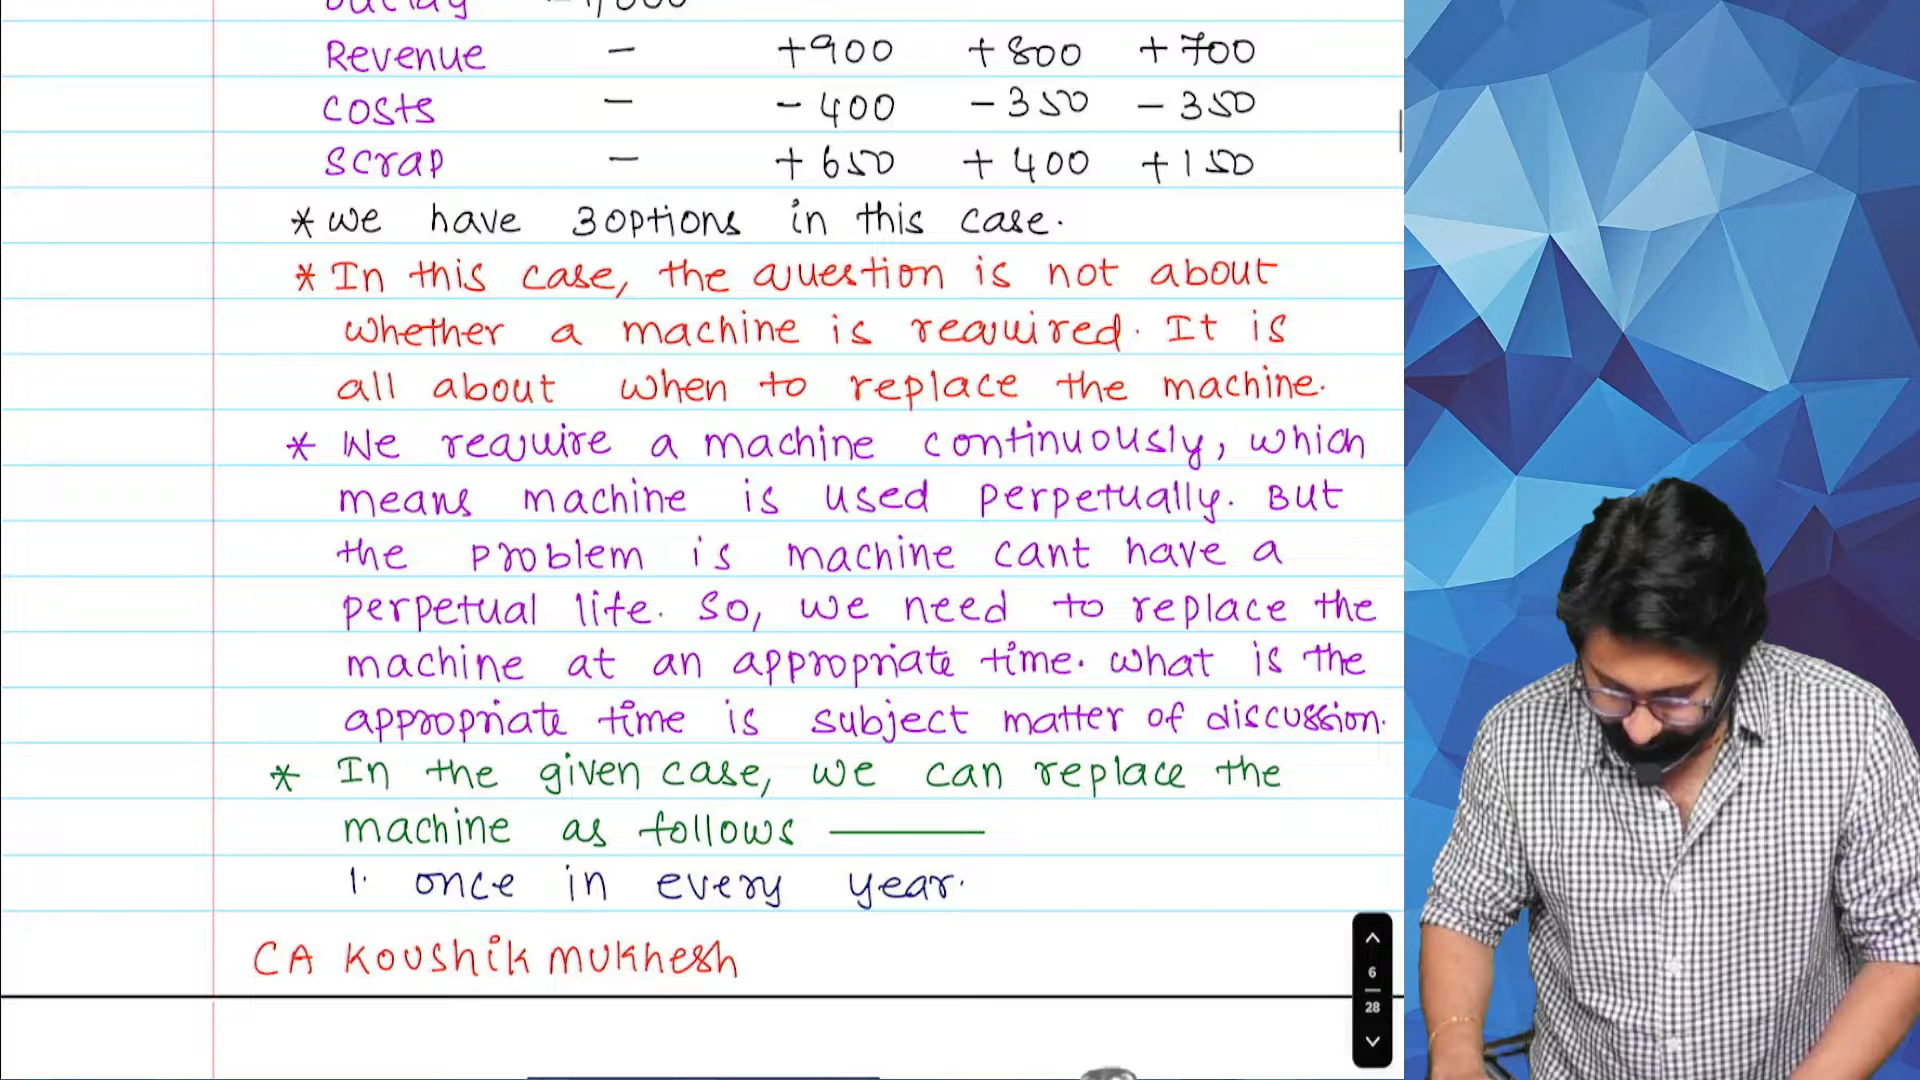 Outlay -1,000
Revenue - +900 +800 +700
Costs - -400 -350 -350
Scrap - +650 +400 +150
* We have 3 options in this case.
* In this case, the question is not about
whether a machine is required. It is
all about when to replace the machine.
* We require a machine continuously, which
means machine is used perpetually. But
the problem is machine cant have a
perpetual life. So, we need to replace the
machine at an appropriate time. What is the
appropriate time is subject matter of discussion.
* In the given case, we can replace the
machine as follows ———
1. once in every year.
CA Koushik Mukhesh
6
28